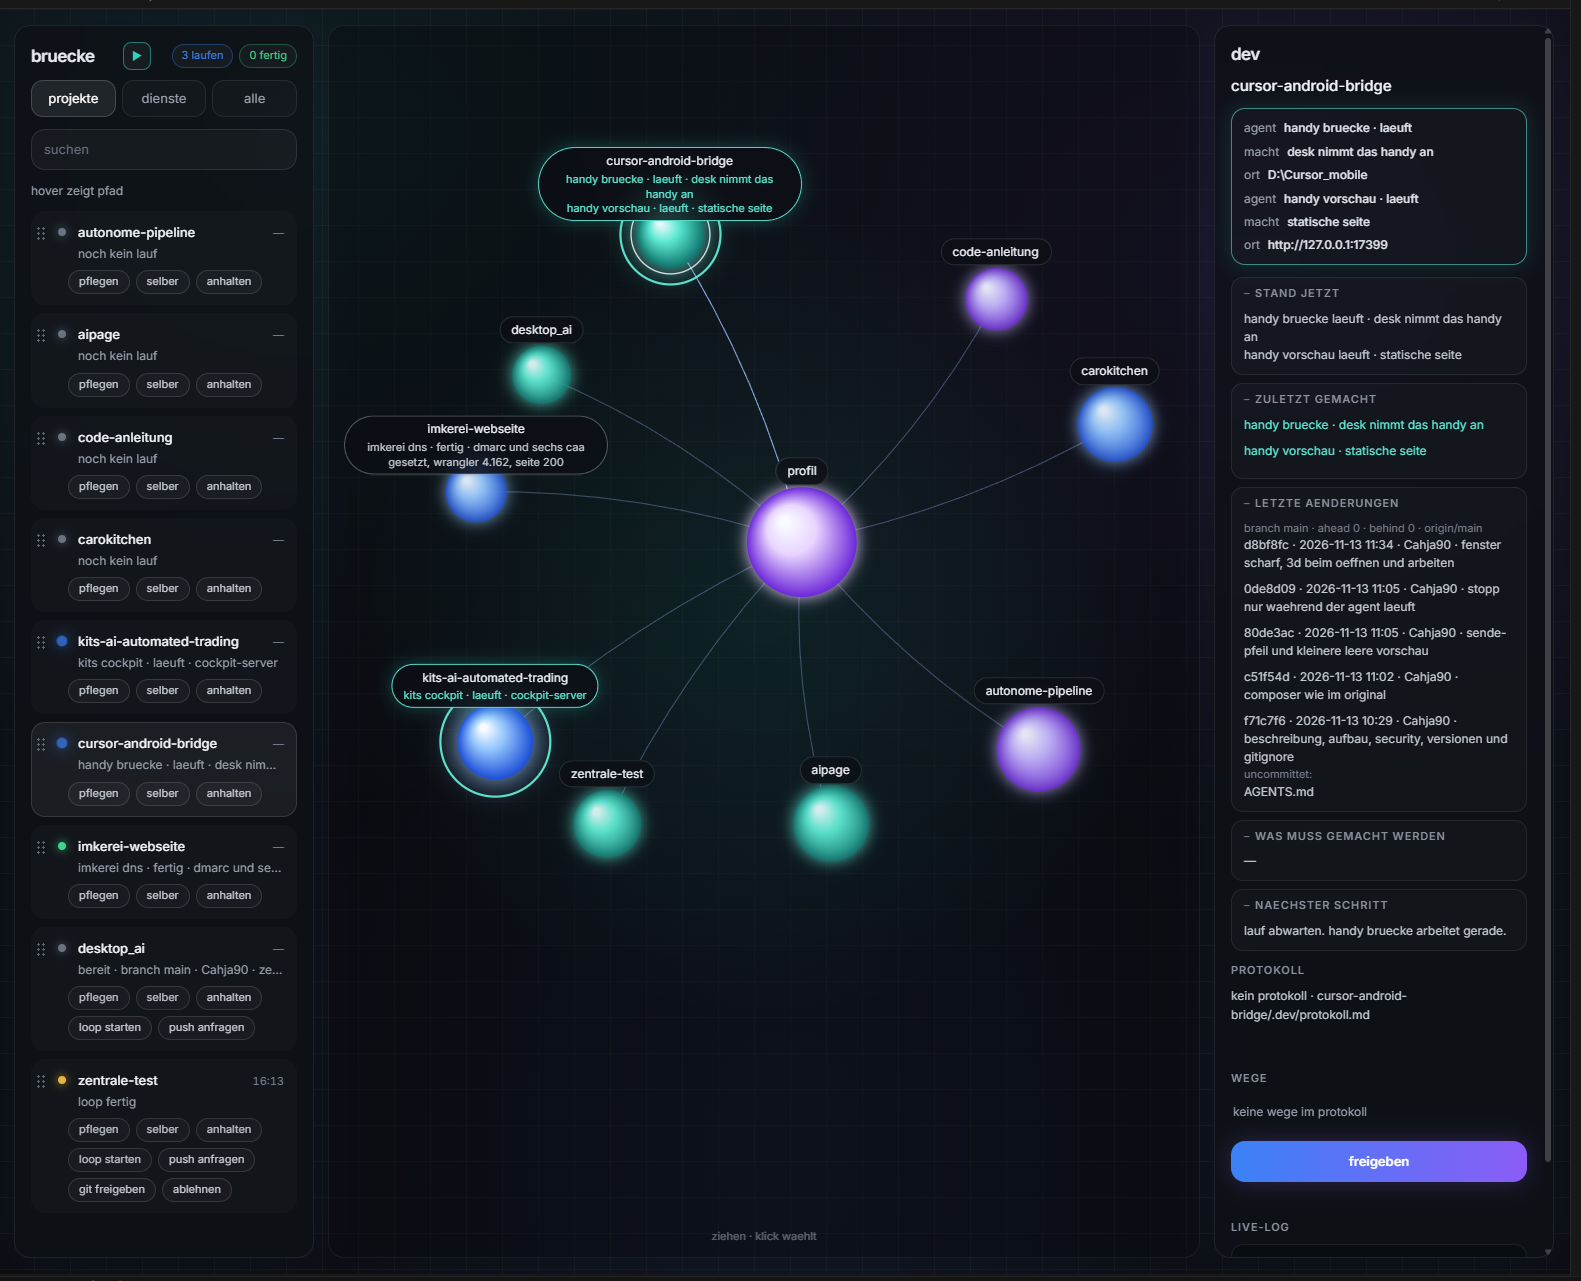 bruecke
3 laufen
0 fertig
projekte
dienste
alle
suchen
hover zeigt pfad
autonome-pipeline —
noch kein lauf
pflegen selber anhalten
aipage —
noch kein lauf
pflegen selber anhalten
code-anleitung —
noch kein lauf
pflegen selber anhalten
carokitchen —
noch kein lauf
pflegen selber anhalten
kits-ai-automated-trading —
kits cockpit · laeuft · cockpit-server
pflegen selber anhalten
cursor-android-bridge —
handy bruecke · laeuft · desk nim...
pflegen selber anhalten
imkerei-webseite —
imkerei dns · fertig · dmarc und se...
pflegen selber anhalten
desktop_ai —
bereit · branch main · Cahja90 · ze...
pflegen selber anhalten
loop starten push anfragen
zentrale-test 16:13
loop fertig
pflegen selber anhalten
loop starten push anfragen
git freigeben ablehnen
cursor-android-bridge
handy bruecke · laeuft · desk nimmt das
handy an
handy vorschau · laeuft · statische seite
code-anleitung
desktop_ai
carokitchen
imkerei-webseite
imkerei dns · fertig · dmarc und sechs caa
gesetzt, wrangler 4.162, seite 200
profil
kits-ai-automated-trading
kits cockpit · laeuft · cockpit-server
autonome-pipeline
zentrale-test
aipage
ziehen · klick waehlt
dev
cursor-android-bridge
agent handy bruecke · laeuft
macht desk nimmt das handy an
ort D:\Cursor_mobile
agent handy vorschau · laeuft
macht statische seite
ort http://127.0.0.1:17399
– STAND JETZT
handy bruecke laeuft · desk nimmt das handy
an
handy vorschau laeuft · statische seite
– ZULETZT GEMACHT
handy bruecke · desk nimmt das handy an
handy vorschau · statische seite
– LETZTE AENDERUNGEN
branch main · ahead 0 · behind 0 · origin/main
d8bf8fc · 2026-11-13 11:34 · Cahja90 · fenster
scharf, 3d beim oeffnen und arbeiten
0de8d09 · 2026-11-13 11:05 · Cahja90 · stopp
nur waehrend der agent laeuft
80de3ac · 2026-11-13 11:05 · Cahja90 · sende-
pfeil und kleinere leere vorschau
c51f54d · 2026-11-13 11:02 · Cahja90 ·
composer wie im original
f71c7f6 · 2026-11-13 10:29 · Cahja90 ·
beschreibung, aufbau, security, versionen und
gitignore
uncommittet:
AGENTS.md
– WAS MUSS GEMACHT WERDEN
—
– NAECHSTER SCHRITT
lauf abwarten. handy bruecke arbeitet gerade.
PROTOKOLL
kein protokoll · cursor-android-
bridge/.dev/protokoll.md
WEGE
keine wege im protokoll
freigeben
LIVE-LOG